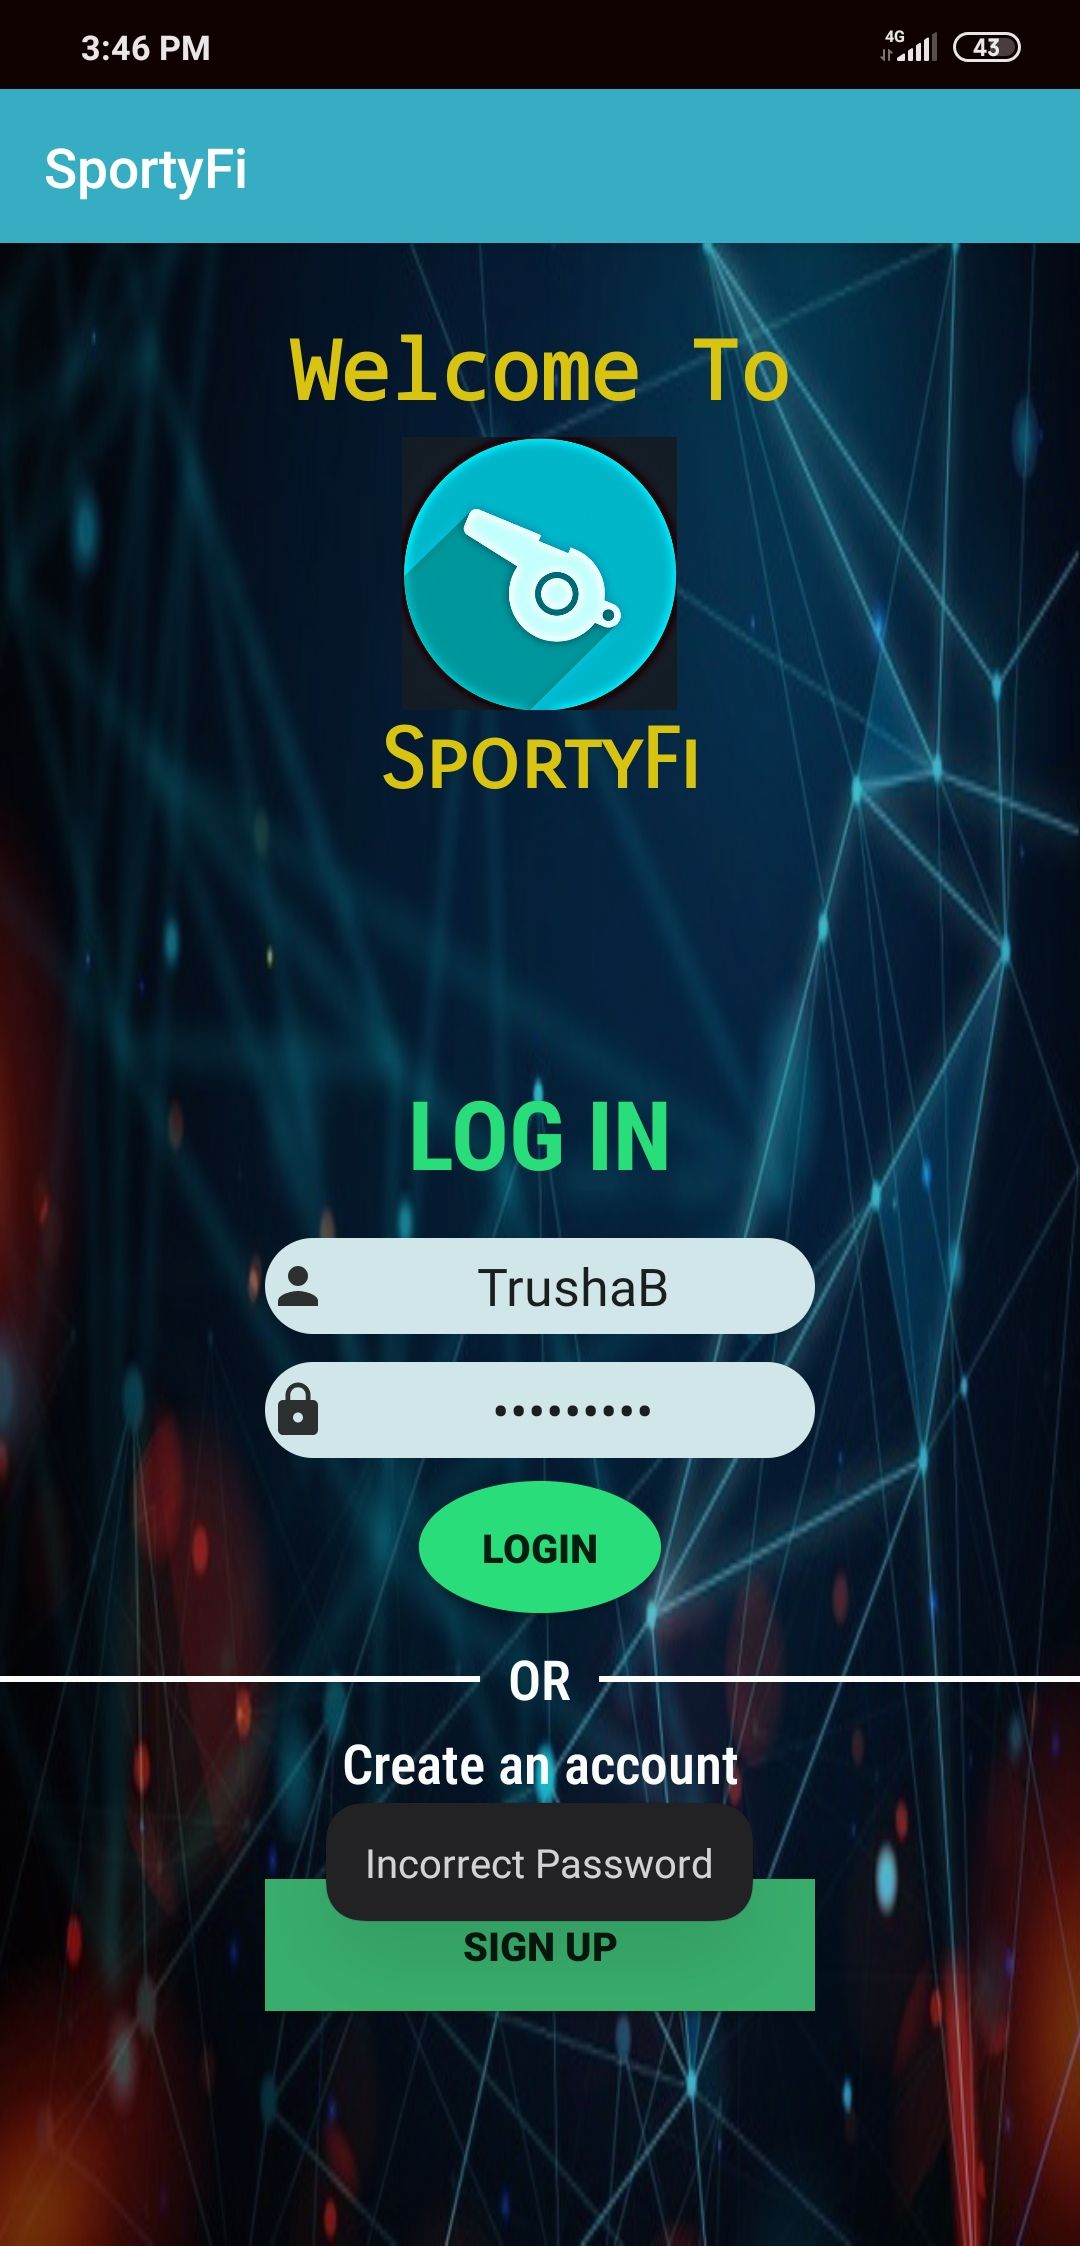 3:46 PM
4G
43
SportyFi
Welcome To
SPORTYFI
LOG IN
TrushaB
•••••••••
LOGIN
OR
Create an account
Incorrect Password
SIGN UP